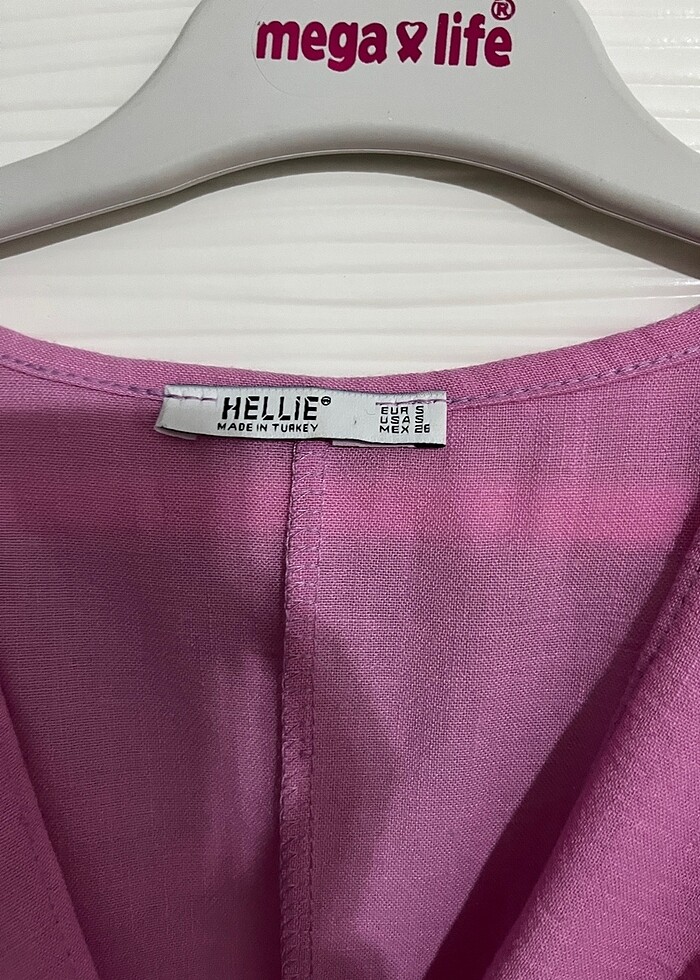 mega life®
HELLIE®
MADE IN TURKEY
EUR S
USA S
MEX 26